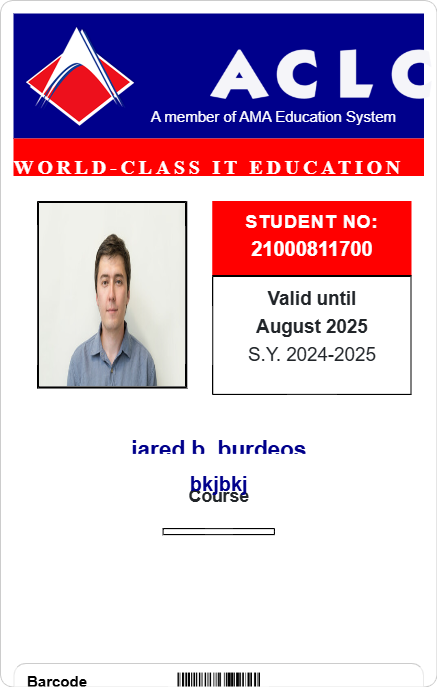 ACLC
A member of AMA Education System
WORLD-CLASS IT EDUCATION
STUDENT NO:
21000811700
Valid until
August 2025
S.Y. 2024-2025
jared b. burdeos
bkjbkj
Course
Barcode